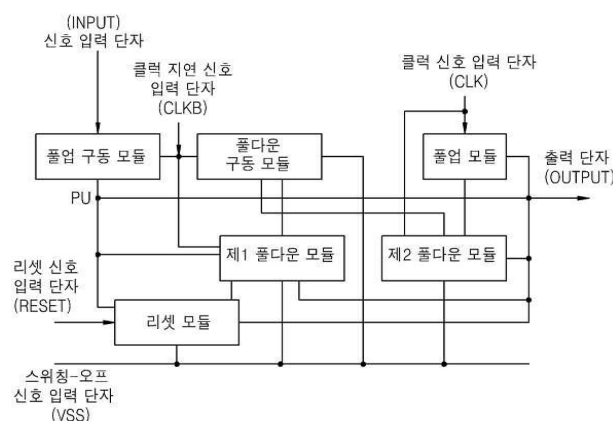 (INPUT)
신호 입력 단자
클럭 지연 신호
입력 단자
(CLKB)
클럭 신호 입력 단자
(CLK)
풀업 구동 모듈
풀다운
구동 모듈
풀업 모듈
출력 단자
(OUTPUT)
PU
제1 풀다운 모듈
제2 풀다운 모듈
리셋 신호
입력 단자
(RESET)
리셋 모듈
스위칭-오프
신호 입력 단자
(VSS)